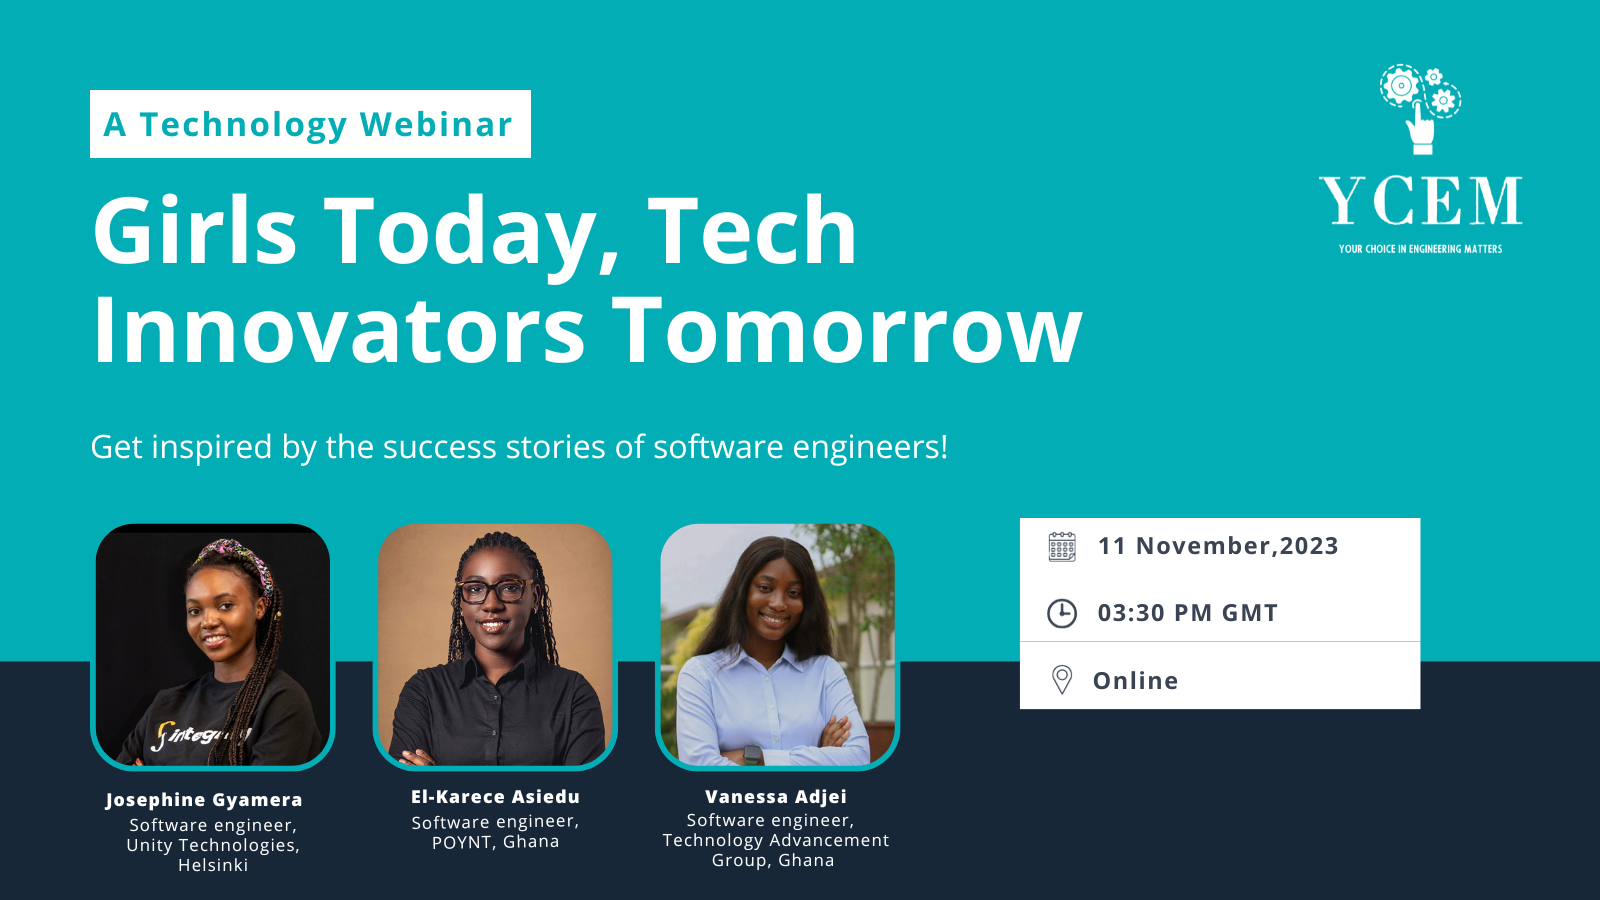 A Technology Webinar
Girls Today, Tech
Innovators Tomorrow
Get inspired by the success stories of software engineers!
YCEM
YOUR CHOICE IN ENGINEERING MATTERS
11 November,2023
03:30 PM GMT
Online
Josephine Gyamera
Software engineer,
Unity Technologies,
Helsinki
El-Karece Asiedu
Software engineer,
POYNT, Ghana
Vanessa Adjei
Software engineer,
Technology Advancement
Group, Ghana